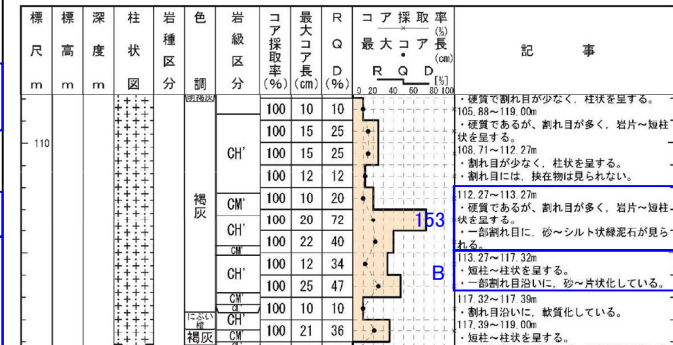 標 標 深 柱 岩 色 岩 コ 最 R コ ア 採 取 率
尺 高 度 状 種 級 ア 大 Q 最 大 コ ア 長 記 事
m m m 図 区 分 調 区 分 採取率 (%) コア長 (cm) D (%) R Q D (%) (cm) [%]
0 20 40 60 80 100
100 10 10
・硬質で割れ目が少なく、柱状を呈する。
105.88~119.00m
100 15 25
・硬質であるが、割れ目が多く、岩片~短柱
状を呈する。
110
CH'
100 15 25
108.71~112.27m
・割れ目が少なく、柱状を呈する。
100 12 12
・割れ目には、挟在物は見られない。
褐灰
CM'
100 10 20
112.27~113.27m
・硬質であるが、割れ目が多く、岩片~短柱
CH'
100 20 72
153
状を呈する。
・一部割れ目に、砂~シルト状緑泥石が見ら
れる。
CM'
100 22 40
CH'
100 12 34
B
113.27~117.32m
・短柱~柱状を呈する。
・一部割れ目沿いに、砂~片状化している。
100 25 47
CM'
117.32~117.39m
100 10 10
・割れ目沿いに、軟質化している。
にぶい橙
CH'
117.39~119.00m
褐灰
CM'
100 21 36
・短柱~柱状を呈する。